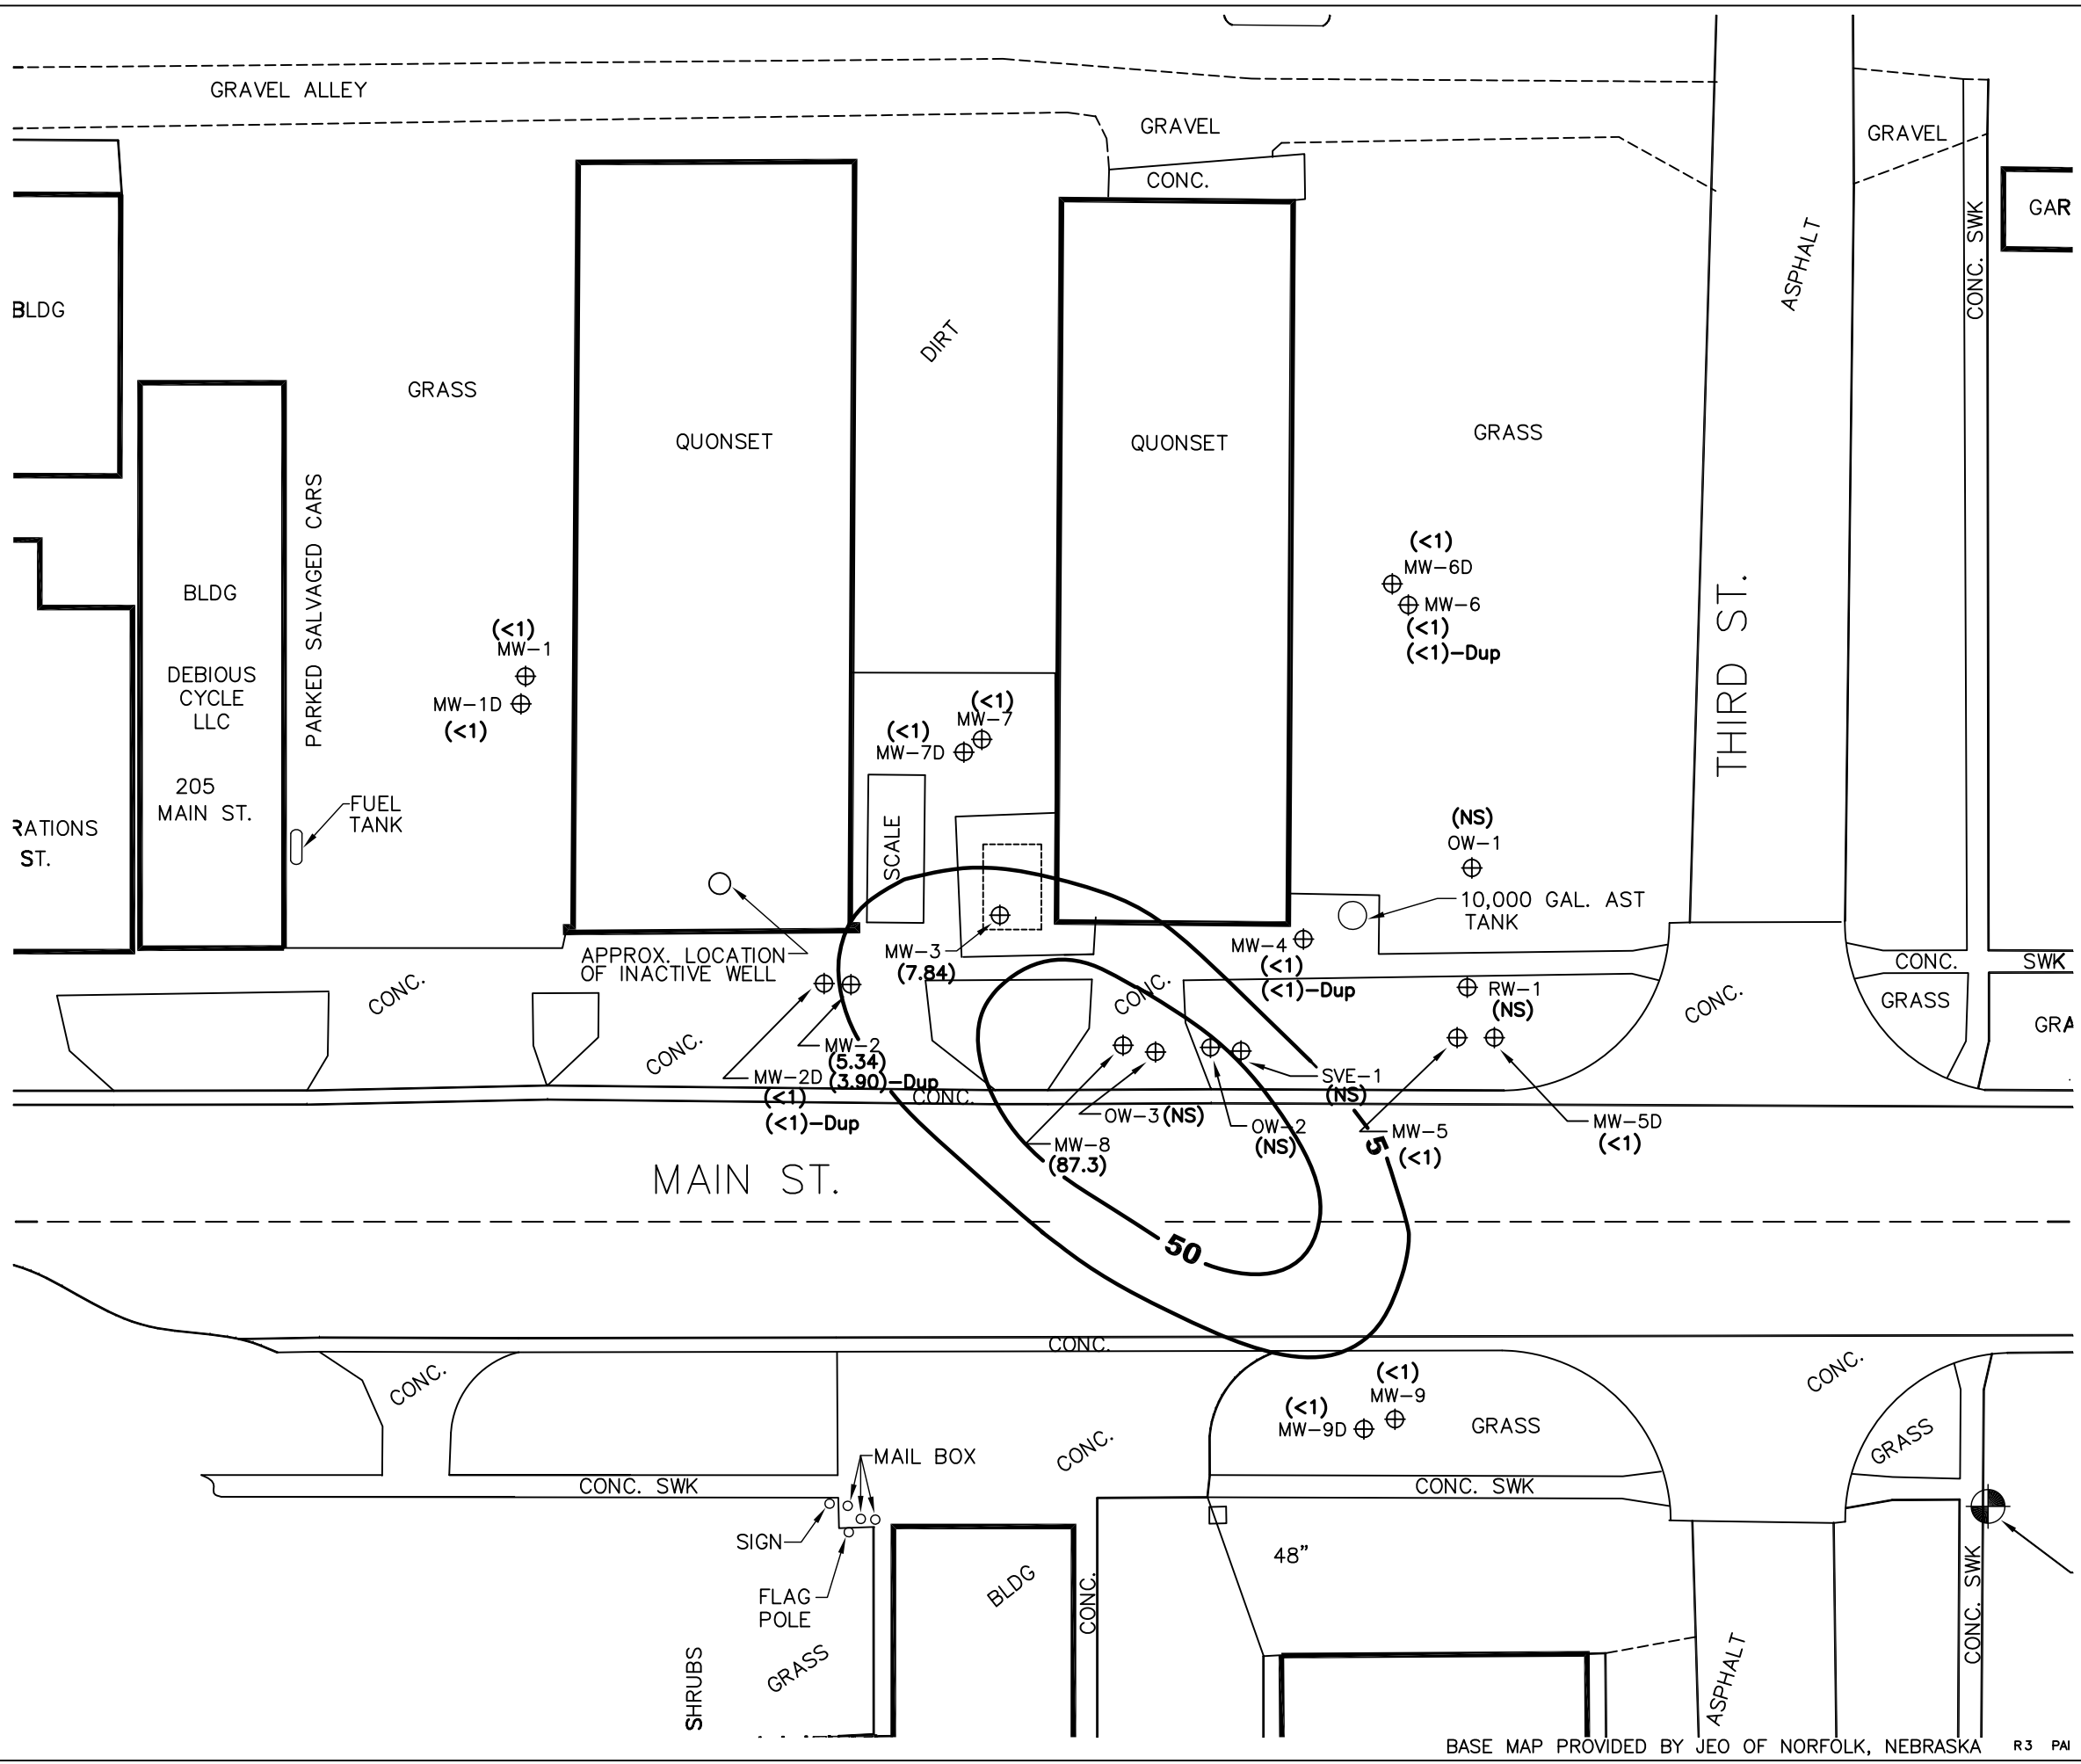 GRAVEL ALLEY
GRAVEL
GRAVEL
CONC.
CONC. SWK
GAR
ASPHALT
BLDG
DIRT
GRASS
QUONSET
QUONSET
GRASS
PARKED SALVAGED CARS
(<1)
MW-6D
MW-6
(<1)
(<1)-Dup
THIRD ST.
BLDG
DEBIOUS
CYCLE
LLC
205
MAIN ST.
(<1)
MW-1
MW-1D
(<1)
(<1)
MW-7
(<1)
MW-7D
FUEL
TANK
RATIONS
ST.
SCALE
(NS)
OW-1
10,000 GAL. AST
TANK
APPROX. LOCATION
OF INACTIVE WELL
MW-3
(7.84)
MW-4
(<1)
(<1)-Dup
CONC.
SWK
RW-1
(NS)
CONC.
CONC.
CONC.
GRASS
GRA
CONC.
MW-2
(5.34)
(3.90)-Dup
MW-2D
(<1)
(<1)-Dup
CONC.
SVE-1
(NS)
OW-3 (NS)
OW-2
(NS)
MW-5
(<1)
MW-5D
(<1)
5
MW-8
(87.3)
MAIN ST.
50
CONC.
CONC.
(<1)
MW-9
(<1)
MW-9D
GRASS
CONC.
GRASS
CONC.
MAIL BOX
CONC. SWK
CONC. SWK
SIGN
48"
FLAG
POLE
BLDG
CONC.
CONC. SWK
SHRUBS
GRASS
ASPHALT
BASE MAP PROVIDED BY JEO OF NORFOLK, NEBRASKA
R3 PAI